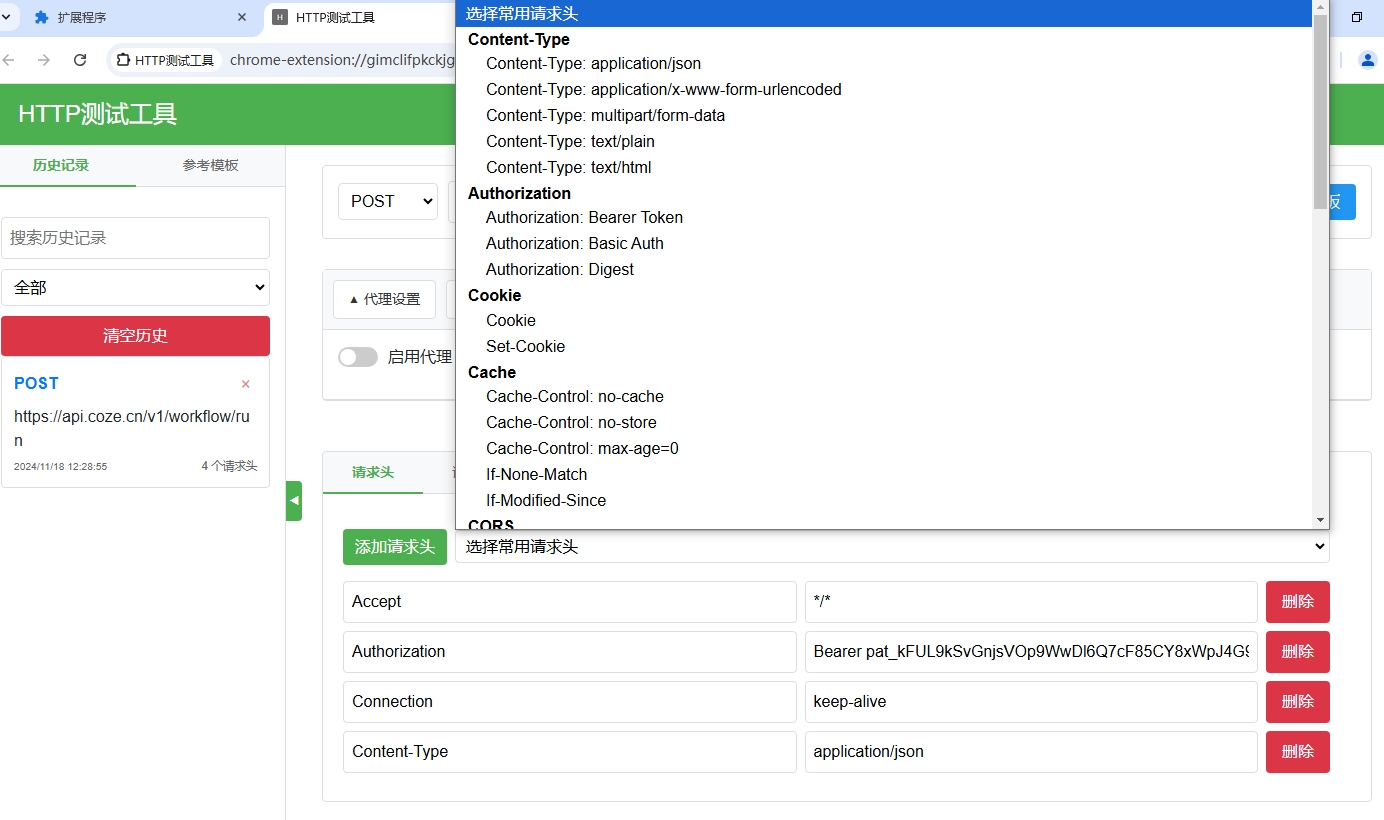 扩展程序
HTTP测试工具
HTTP测试工具
chrome-extension://gimclifpkckjg
HTTP测试工具
历史记录
参考模板
搜索历史记录
全部
清空历史
POST
https://api.coze.cn/v1/workflow/ru
n
2024/11/18 12:28:55
4 个请求头
POST
▲ 代理设置
启用代理
请求头
选择常用请求头
Content-Type
Content-Type: application/json
Content-Type: application/x-www-form-urlencoded
Content-Type: multipart/form-data
Content-Type: text/plain
Content-Type: text/html
Authorization
Authorization: Bearer Token
Authorization: Basic Auth
Authorization: Digest
Cookie
Cookie
Set-Cookie
Cache
Cache-Control: no-cache
Cache-Control: no-store
Cache-Control: max-age=0
If-None-Match
If-Modified-Since
CORS
添加请求头
选择常用请求头
Accept
*/*
删除
Authorization
Bearer pat_kFUL9kSvGnjsVOp9WwDl6Q7cF85CY8xWpJ4G9
删除
Connection
keep-alive
删除
Content-Type
application/json
删除